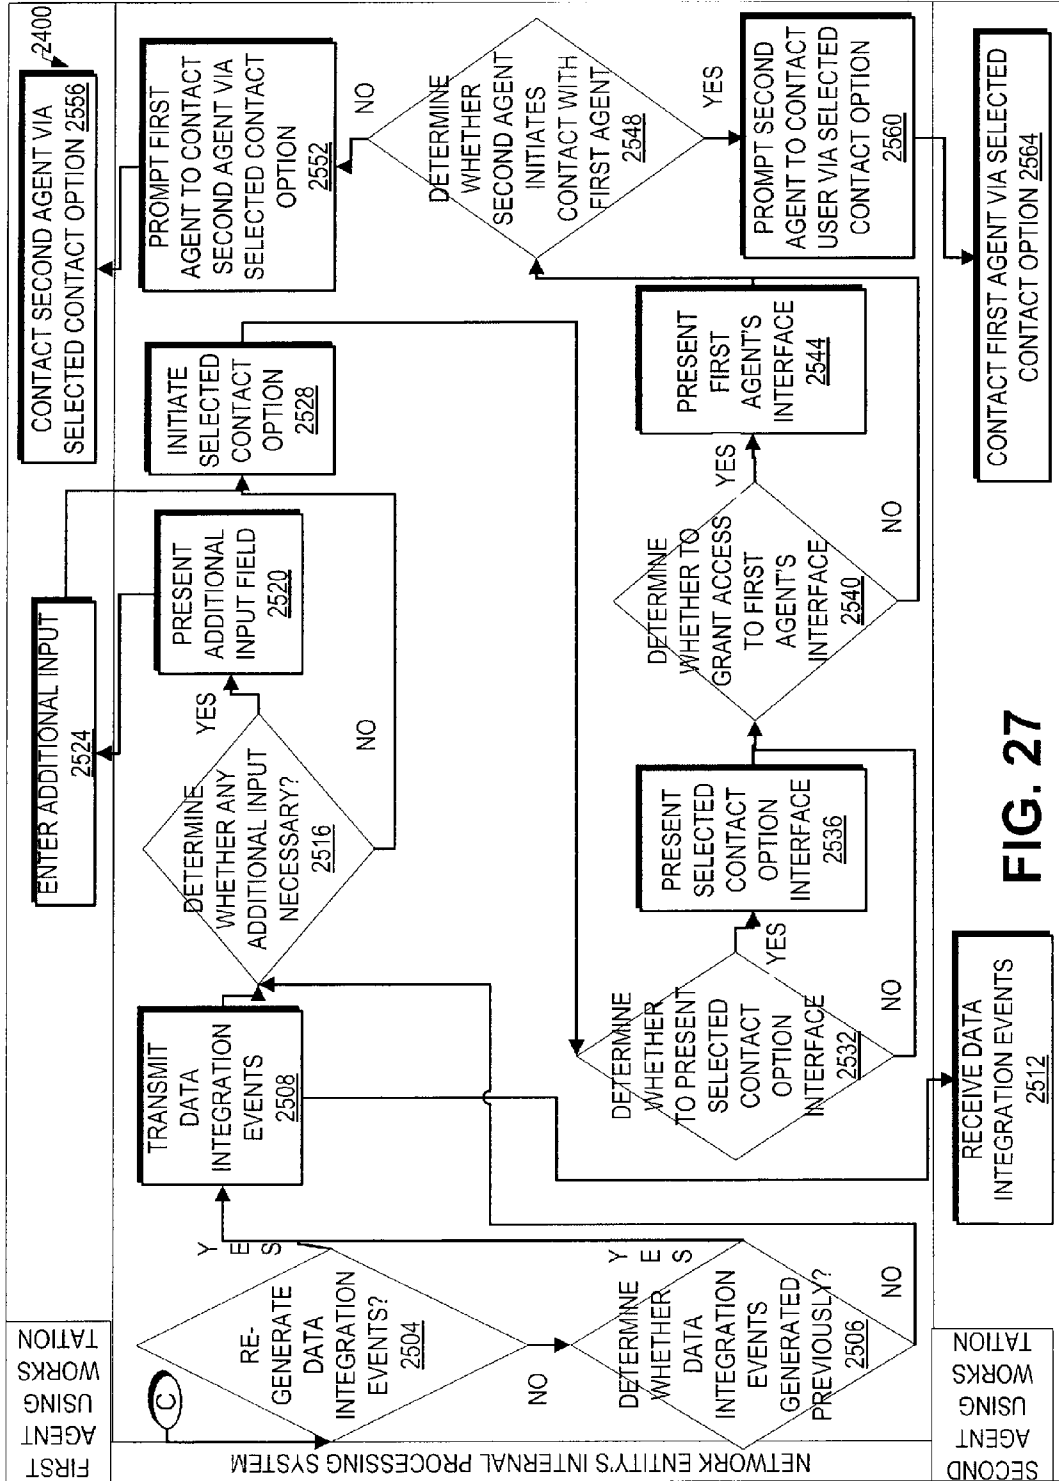 2400
FIRST
AGENT
USING
WORKS
TATION
NETWORK ENTITY'S INTERNAL PROCESSING SYSTEM
SECOND
AGENT
USING
WORKS
TATION
C
RE-
GENERATE
DATA
INTEGRATION
EVENTS?
2504
YES
NO
DETERMINE
WHETHER
DATA
INTEGRATION
EVENTS
GENERATED
PREVIOUSLY?
2506
YES
NO
TRANSMIT
DATA
INTEGRATION
EVENTS
2508
RECEIVE DATA
INTEGRATION EVENTS
2512
DETERMINE
WHETHER ANY
ADDITIONAL INPUT
NECESSARY?
2516
YES
NO
PRESENT
ADDITIONAL
INPUT FIELD
2520
ENTER ADDITIONAL INPUT
2524
INITIATE
SELECTED
CONTACT
OPTION
2528
DETERMINE
WHETHER
TO PRESENT
SELECTED
CONTACT
OPTION
INTERFACE
2532
YES
NO
PRESENT
SELECTED
CONTACT
OPTION
INTERFACE
2536
DETERMINE
WHETHER TO
GRANT ACCESS
TO FIRST
AGENT'S
INTERFACE
2540
YES
NO
PRESENT
FIRST
AGENT'S
INTERFACE
2544
DETERMINE
WHETHER
SECOND AGENT
INITIATES
CONTACT WITH
FIRST AGENT
2548
NO
YES
PROMPT FIRST
AGENT TO CONTACT
SECOND AGENT VIA
SELECTED CONTACT
OPTION
2552
CONTACT SECOND AGENT VIA
SELECTED CONTACT OPTION 2556
PROMPT SECOND
AGENT TO CONTACT
USER VIA SELECTED
CONTACT OPTION
2560
CONTACT FIRST AGENT VIA SELECTED
CONTACT OPTION 2564
FIG. 27